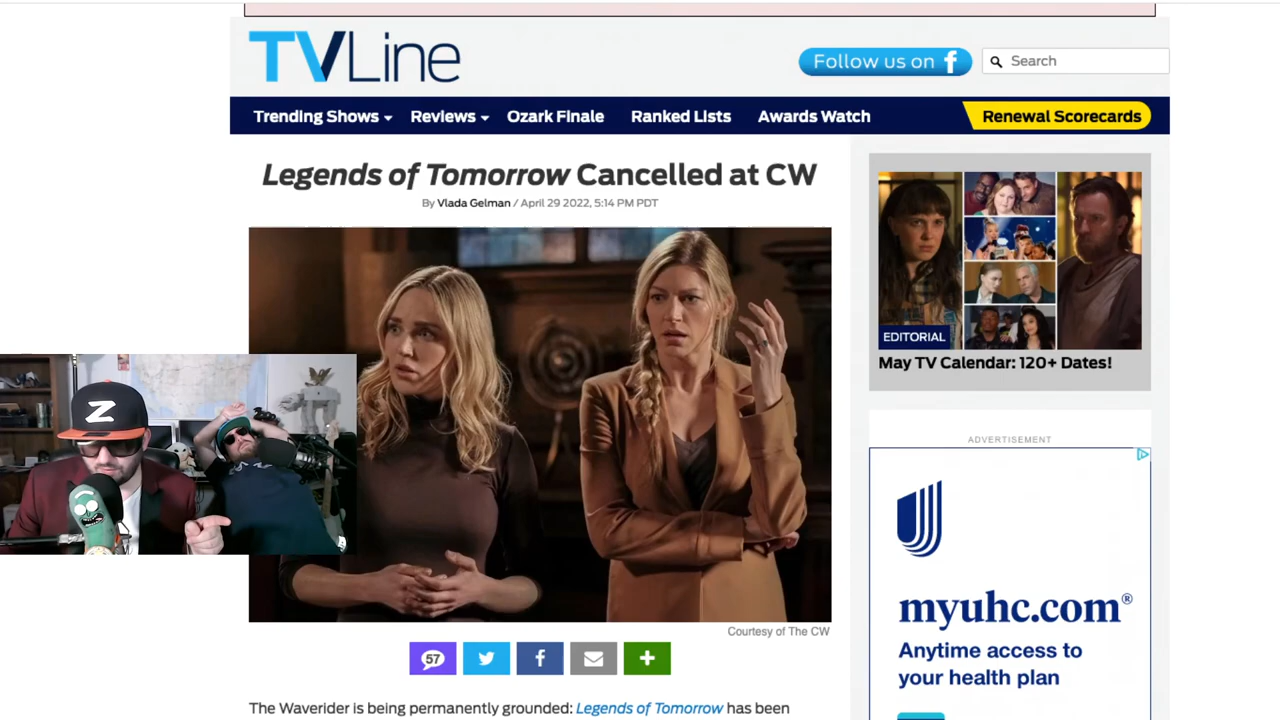 TVLine
Follow us on f
Search
Trending Shows
Reviews
Ozark Finale
Ranked Lists
Awards Watch
Renewal Scorecards
Legends of Tomorrow Cancelled at CW
By Vlada Gelman / April 29 2022, 5:14 PM PDT
Z
Courtesy of The CW
57
The Waverider is being permanently grounded: Legends of Tomorrow has been
EDITORIAL
May TV Calendar: 120+ Dates!
ADVERTISEMENT
myuhc.com®
Anytime access to
your health plan